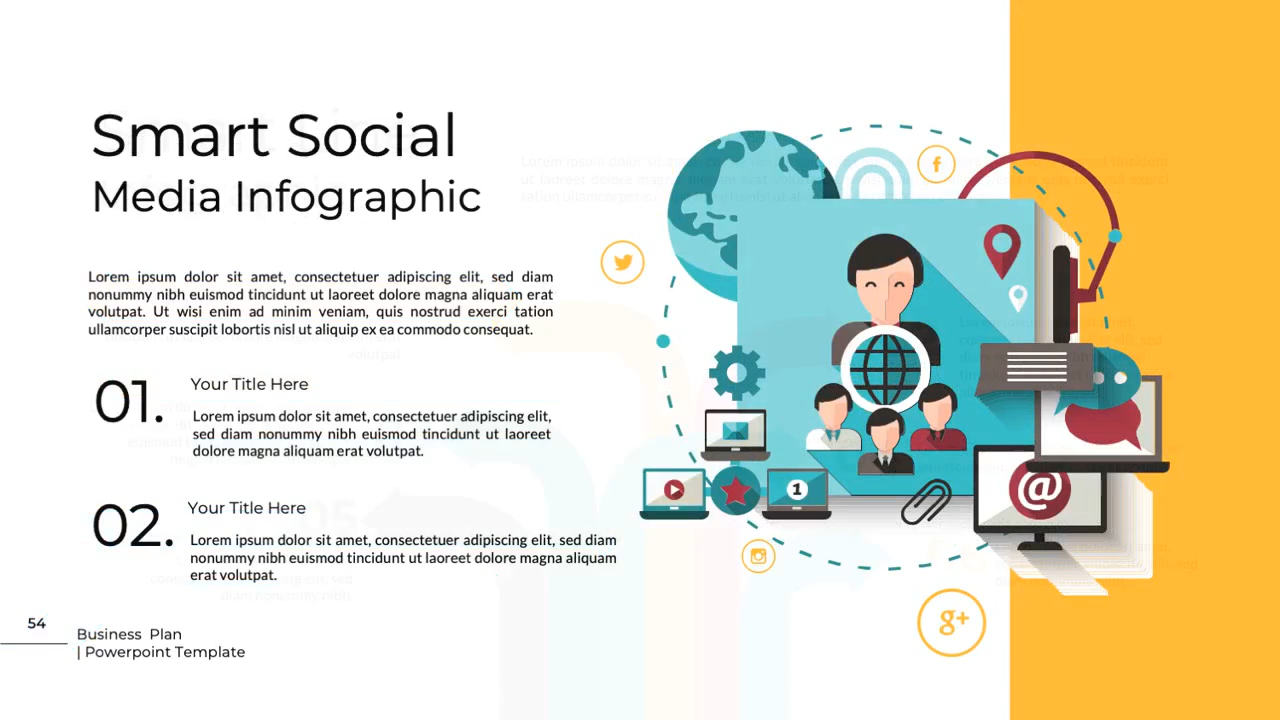 Smart Social
Media Infographic
Lorem ipsum dolor sit amet, consectetuer adipiscing elit, sed diam
nonummy nibh euismod tincidunt ut laoreet dolore magna aliquam erat
volutpat. Ut wisi enim ad minim veniam, quis nostrud exerci tation
ullamcorper suscipit lobortis nisl ut aliquip ex ea commodo consequat.
01.
Your Title Here
Lorem ipsum dolor sit amet, consectetuer adipiscing elit,
sed diam nonummy nibh euismod tincidunt ut laoreet
dolore magna aliquam erat volutpat.
02.
Your Title Here
Lorem ipsum dolor sit amet, consectetuer adipiscing elit, sed diam
nonummy nibh euismod tincidunt ut laoreet dolore magna aliquam
erat volutpat.
54
Business Plan
| Powerpoint Template
f
1
@
g+
05